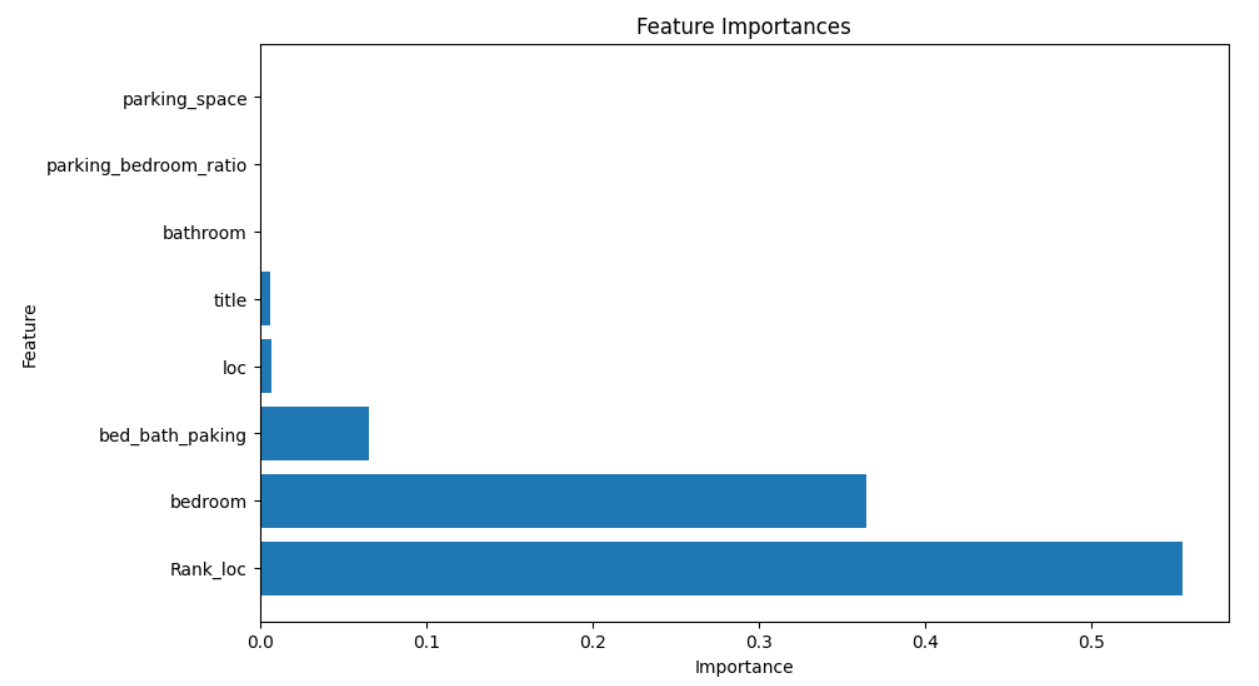 Feature Importances
parking_space
parking_bedroom_ratio
bathroom
title
loc
bed_bath_paking
bedroom
Rank_loc
Feature
0.0 0.1 0.2 0.3 0.4 0.5
Importance